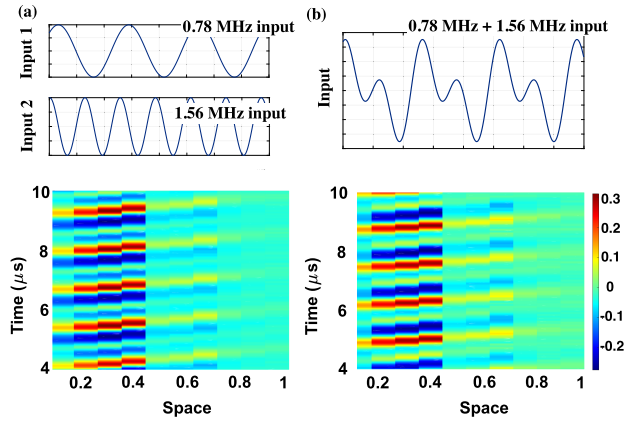 (a)
0.78 MHz input
Input 1
1.56 MHz input
Input 2
10
8
6
4
Time (μs)
0.2 0.4 0.6 0.8 1
Space
(b)
0.78 MHz + 1.56 MHz input
Input
10
8
6
4
Time (μs)
0.2 0.4 0.6 0.8 1
Space
0.3
0.2
0.1
0
-0.1
-0.2